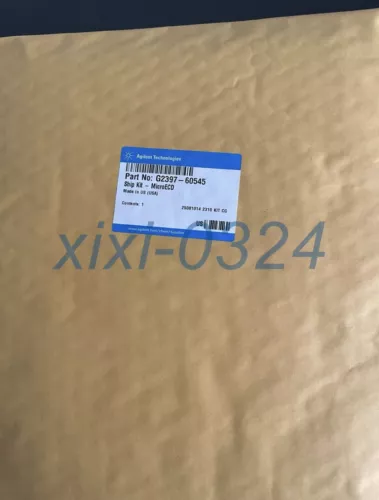 Agilent Technologies
Part No: G2397-60545
Ship Kit - MicroECD
Made in US (USA)
Contents: 1
xixi-0324